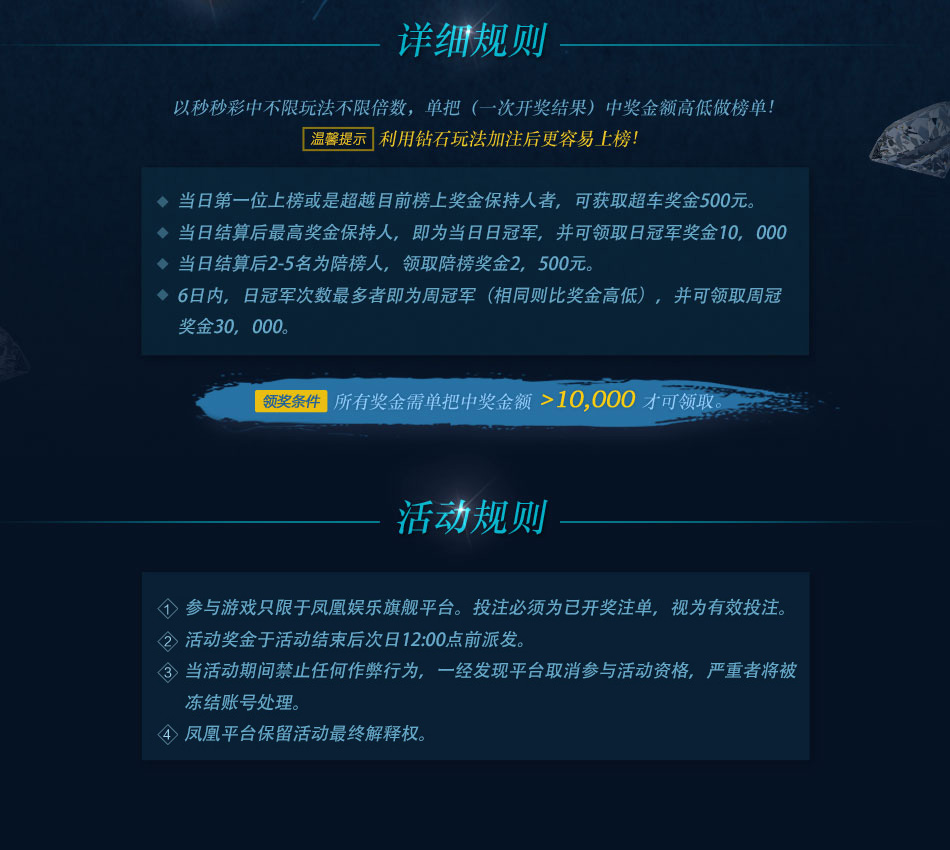 详细规则
以秒秒彩中不限玩法不限倍数，单把（一次开奖结果）中奖金额高低做榜单！
温馨提示 利用钻石玩法加注后更容易上榜！
当日第一位上榜或是超越目前榜上奖金保持人者，可获取超车奖金500元。
当日结算后最高奖金保持人，即为当日日冠军，并可领取日冠军奖金10，000
当日结算后2-5名为陪榜人，领取陪榜奖金2，500元。
6日内，日冠军次数最多者即为周冠军（相同则比奖金高低），并可领取周冠
奖金30，000。
领奖条件 所有奖金需单把中奖金额 >10,000 才可领取。
活动规则
1 参与游戏只限于凤凰娱乐旗舰平台。投注必须为已开奖注单，视为有效投注。
2 活动奖金于活动结束后次日12:00点前派发。
3 当活动期间禁止任何作弊行为，一经发现平台取消参与活动资格，严重者将被
冻结账号处理。
4 凤凰平台保留活动最终解释权。